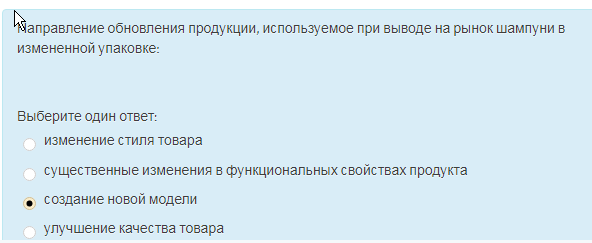 Направление обновления продукции, используемое при выводе на рынок шампуни в
измененной упаковке:
Выберите один ответ:
изменение стиля товара
существенные изменения в функциональных свойствах продукта
создание новой модели
улучшение качества товара